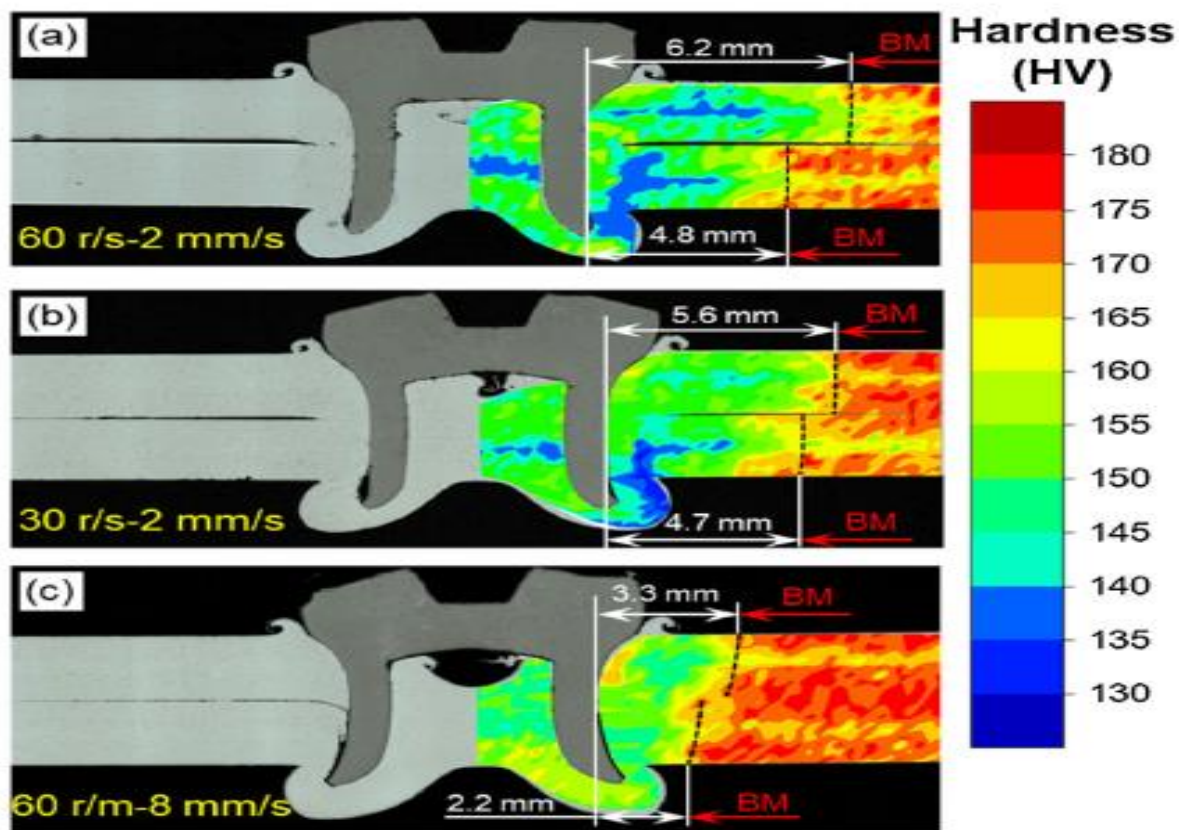 (a)
6.2 mm
BM
60 r/s-2 mm/s
4.8 mm
BM
(b)
5.6 mm
BM
30 r/s-2 mm/s
4.7 mm
BM
(c)
3.3 mm
BM
60 r/m-8 mm/s
2.2 mm
BM
Hardness
(HV)
180
175
170
165
160
155
150
145
140
135
130